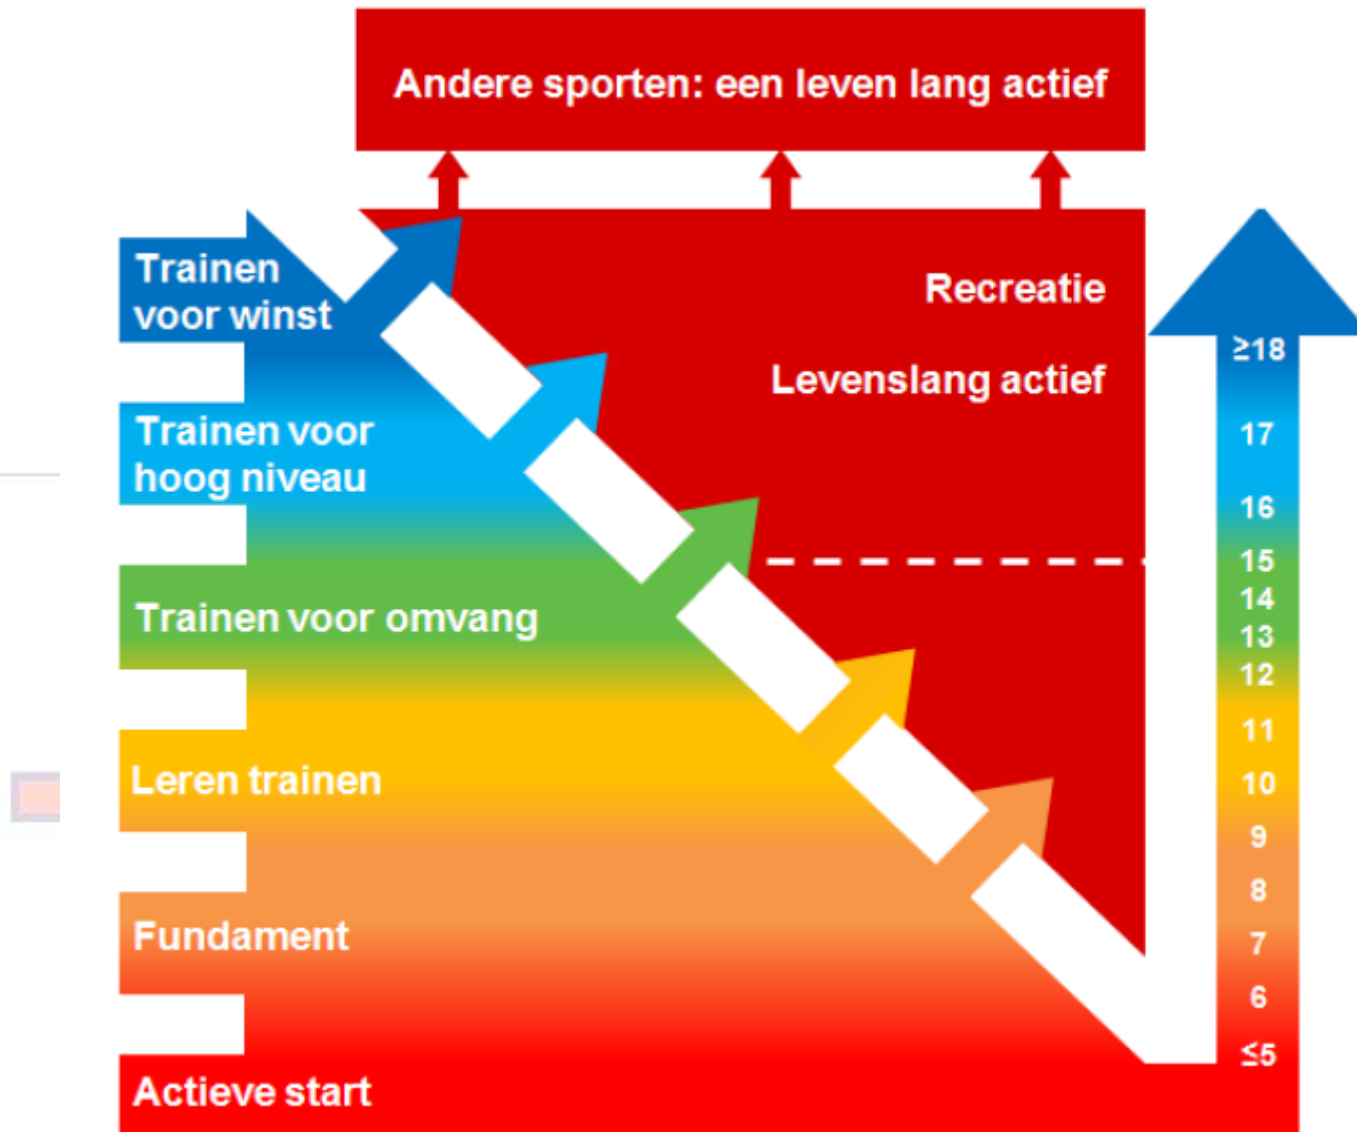 Andere sporten: een leven lang actief
Trainen
voor winst
Trainen voor
hoog niveau
Trainen voor omvang
Leren trainen
Fundament
Actieve start
Recreatie
Levenslang actief
≥18
17
16
15
14
13
12
11
10
9
8
7
6
≤5